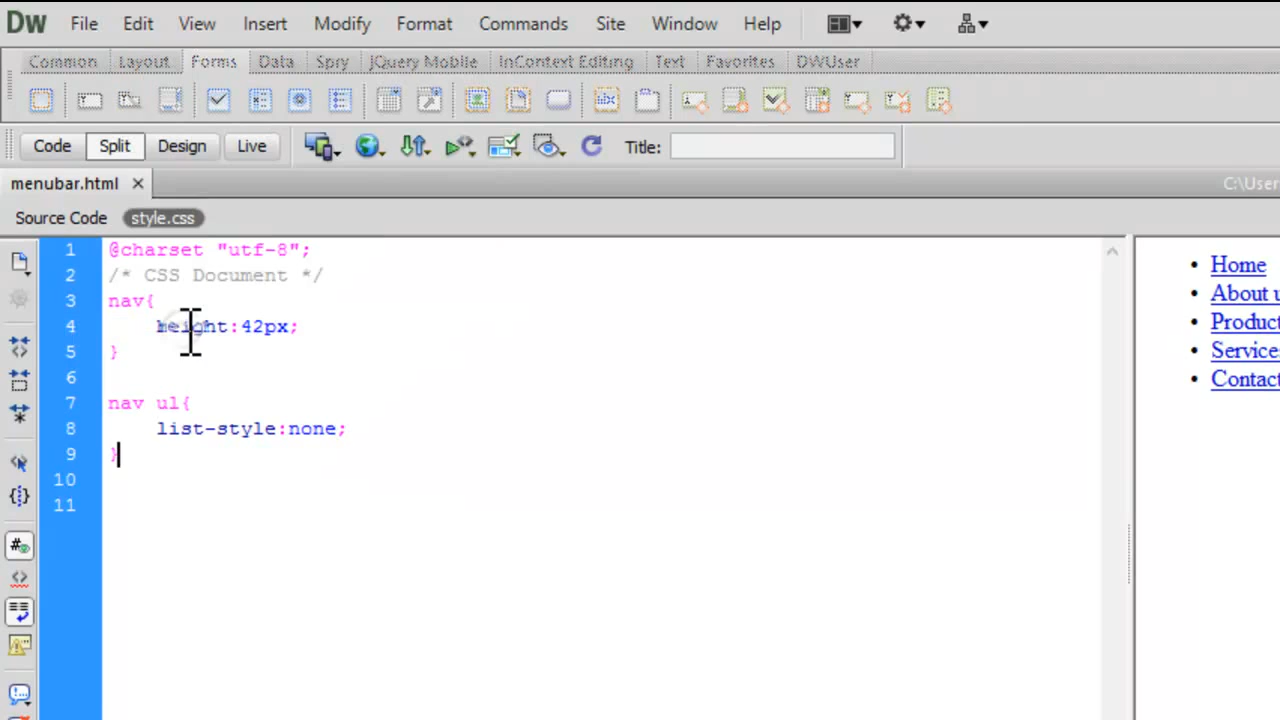 Dw File Edit View Insert Modify Format Commands Site Window Help
Common Layout Forms Data Spry jQuery Mobile InContext Editing Text Favorites DWUser
Code Split Design Live Title:
menubar.html
C:\User
Source Code style.css
1 @charset "utf-8";
2 /* CSS Document */
3 nav{
4 height:42px;
5 }
6
7 nav ul{
8 list-style:none;
9 }
10
11
• Home
• About u
• Product
• Service
• Contact